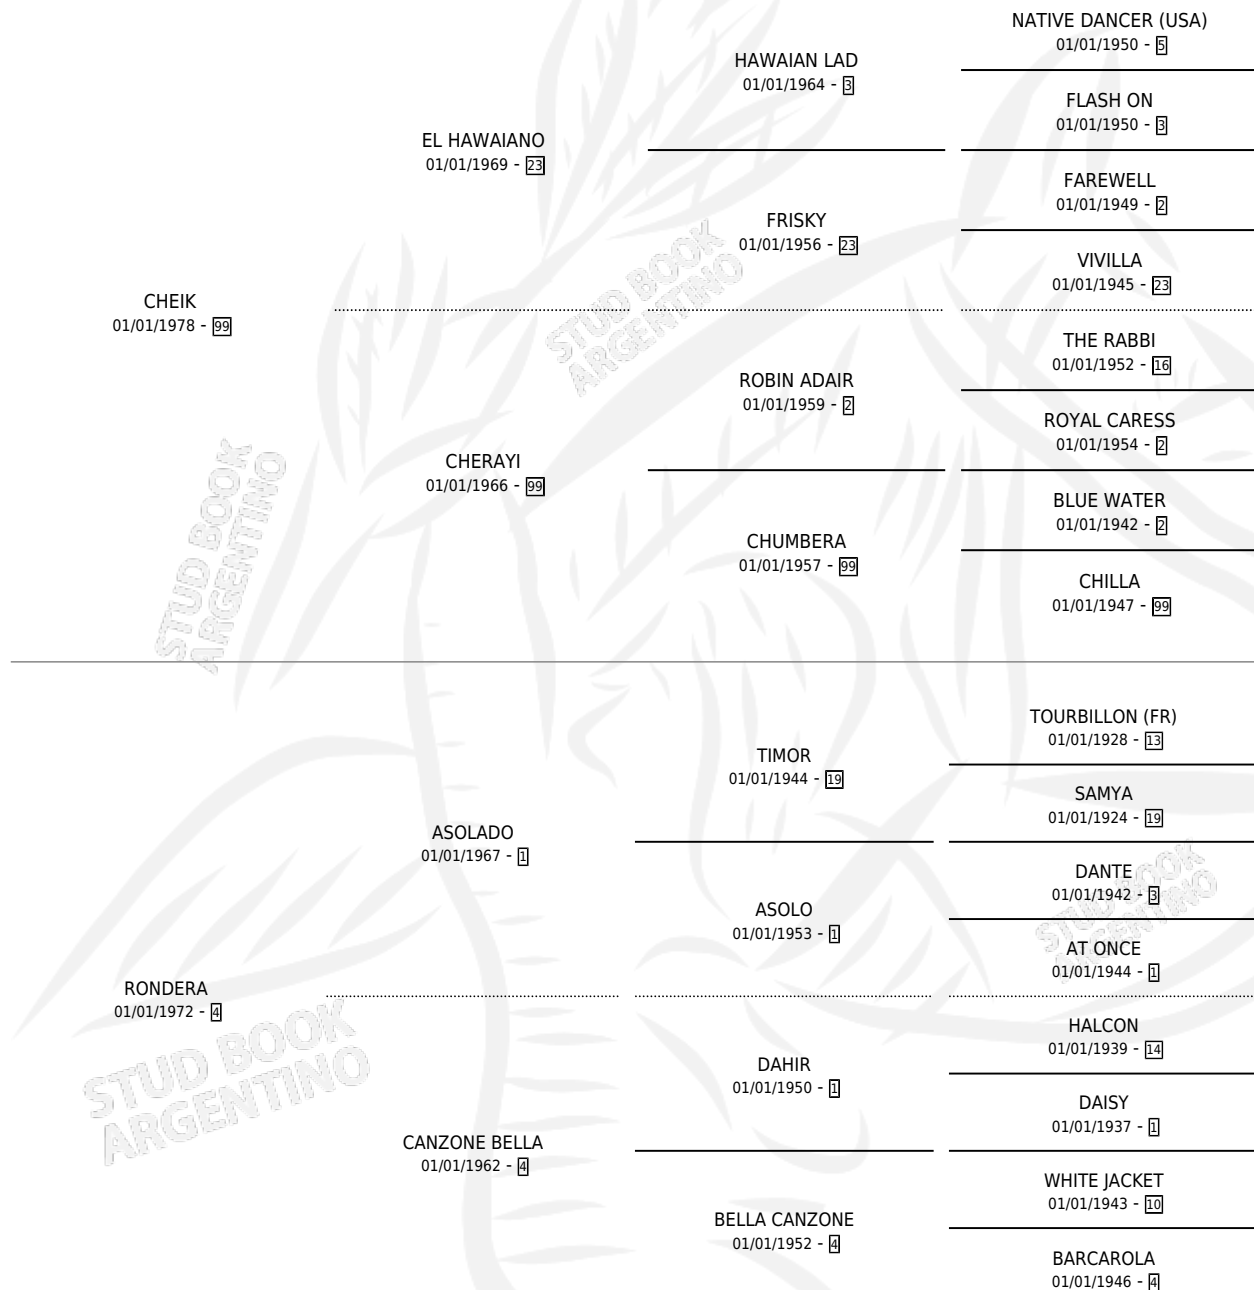 NATIVE DANCER (USA)
01/01/1950 - 5
HAWAIAN LAD
01/01/1964 - 3
FLASH ON
01/01/1950 - 3
EL HAWAIANO
01/01/1969 - 23
FAREWELL
01/01/1949 - 2
FRISKY
01/01/1956 - 23
VIVILLA
01/01/1945 - 23
CHEIK
01/01/1978 - 99
STUD BOOK
ARGENTINO
THE RABBI
01/01/1952 - 16
ROBIN ADAIR
01/01/1959 - 2
ROYAL CARESS
01/01/1954 - 2
CHERAYI
01/01/1966 - 99
BLUE WATER
01/01/1942 - 2
CHUMBERA
01/01/1957 - 99
CHILLA
01/01/1947 - 99
STUD BOOK
ARGENTINO
TOURBILLON (FR)
01/01/1928 - 13
TIMOR
01/01/1944 - 19
SAMYA
01/01/1924 - 19
ASOLADO
01/01/1967 - 1
DANTE
01/01/1942 - 3
ASOLO
01/01/1953 - 1
AT ONCE
01/01/1944 - 1
STUD BOOK
ARGENTINO
RONDERA
01/01/1972 - 4
HALCON
01/01/1939 - 14
DAHIR
01/01/1950 - 1
DAISY
01/01/1937 - 1
STUD BOOK
ARGENTINO
CANZONE BELLA
01/01/1962 - 4
WHITE JACKET
01/01/1943 - 10
BELLA CANZONE
01/01/1952 - 4
BARCAROLA
01/01/1946 - 4